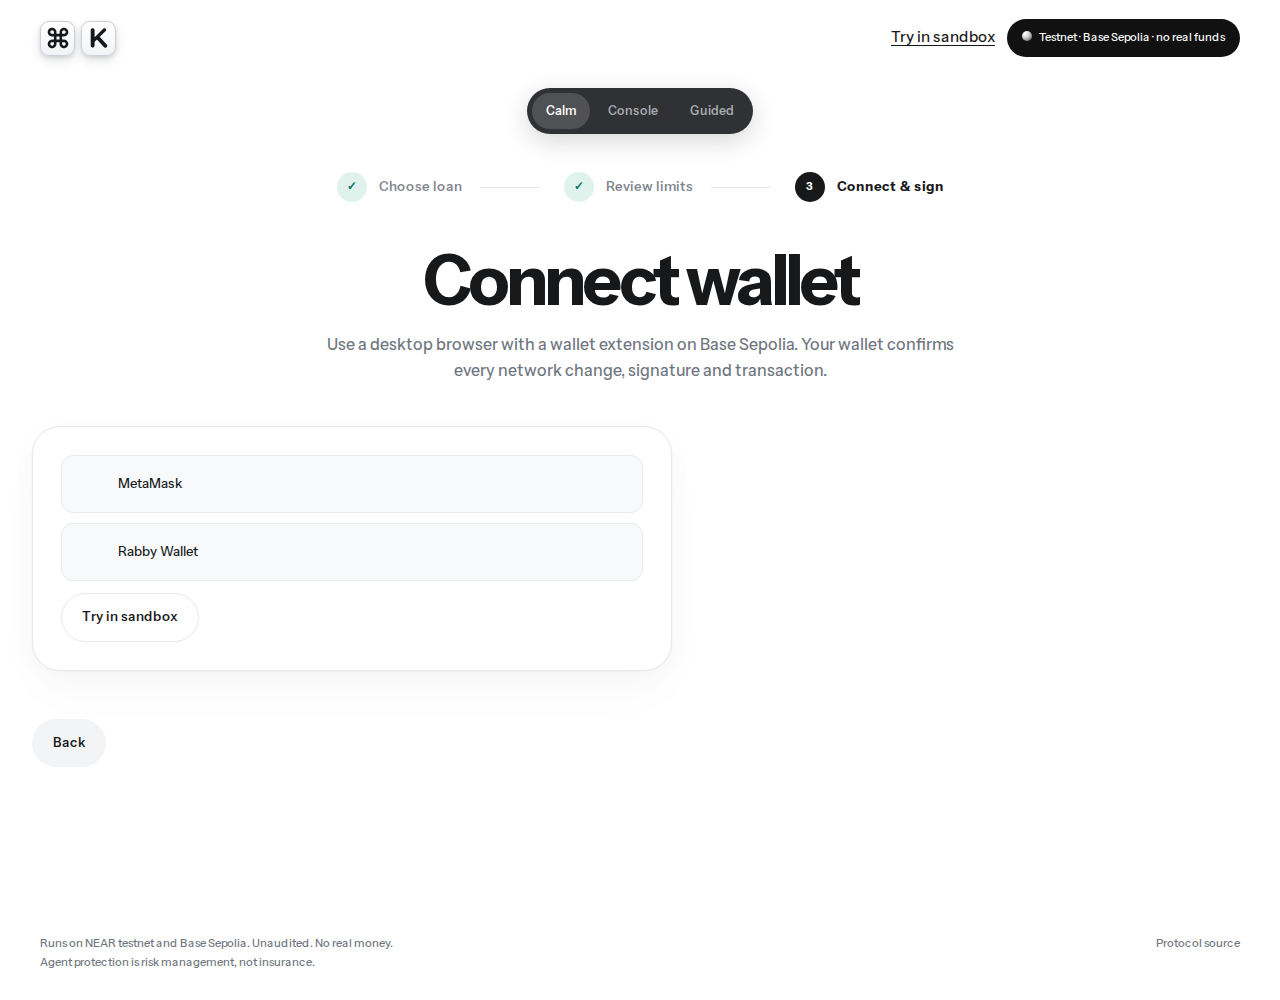 ⌘ K
Try in sandbox
Testnet · Base Sepolia · no real funds
Calm Console Guided
✓ Choose loan ✓ Review limits 3 Connect & sign
Connect wallet
Use a desktop browser with a wallet extension on Base Sepolia. Your wallet confirms
every network change, signature and transaction.
MetaMask
Rabby Wallet
Try in sandbox
Back
Runs on NEAR testnet and Base Sepolia. Unaudited. No real money.
Agent protection is risk management, not insurance.
Protocol source